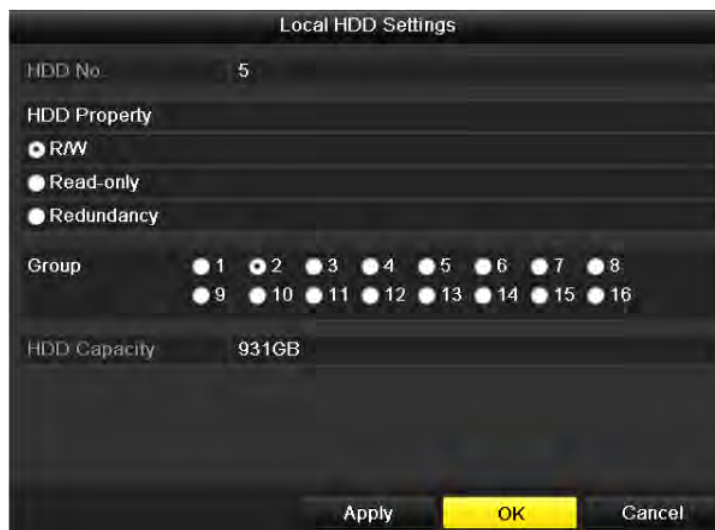 Local HDD Settings
HDD No. 5
HDD Property
R/W
Read-only
Redundancy
Group 1 2 3 4 5 6 7 8
9 10 11 12 13 14 15 16
HDD Capacity 931GB
Apply OK Cancel